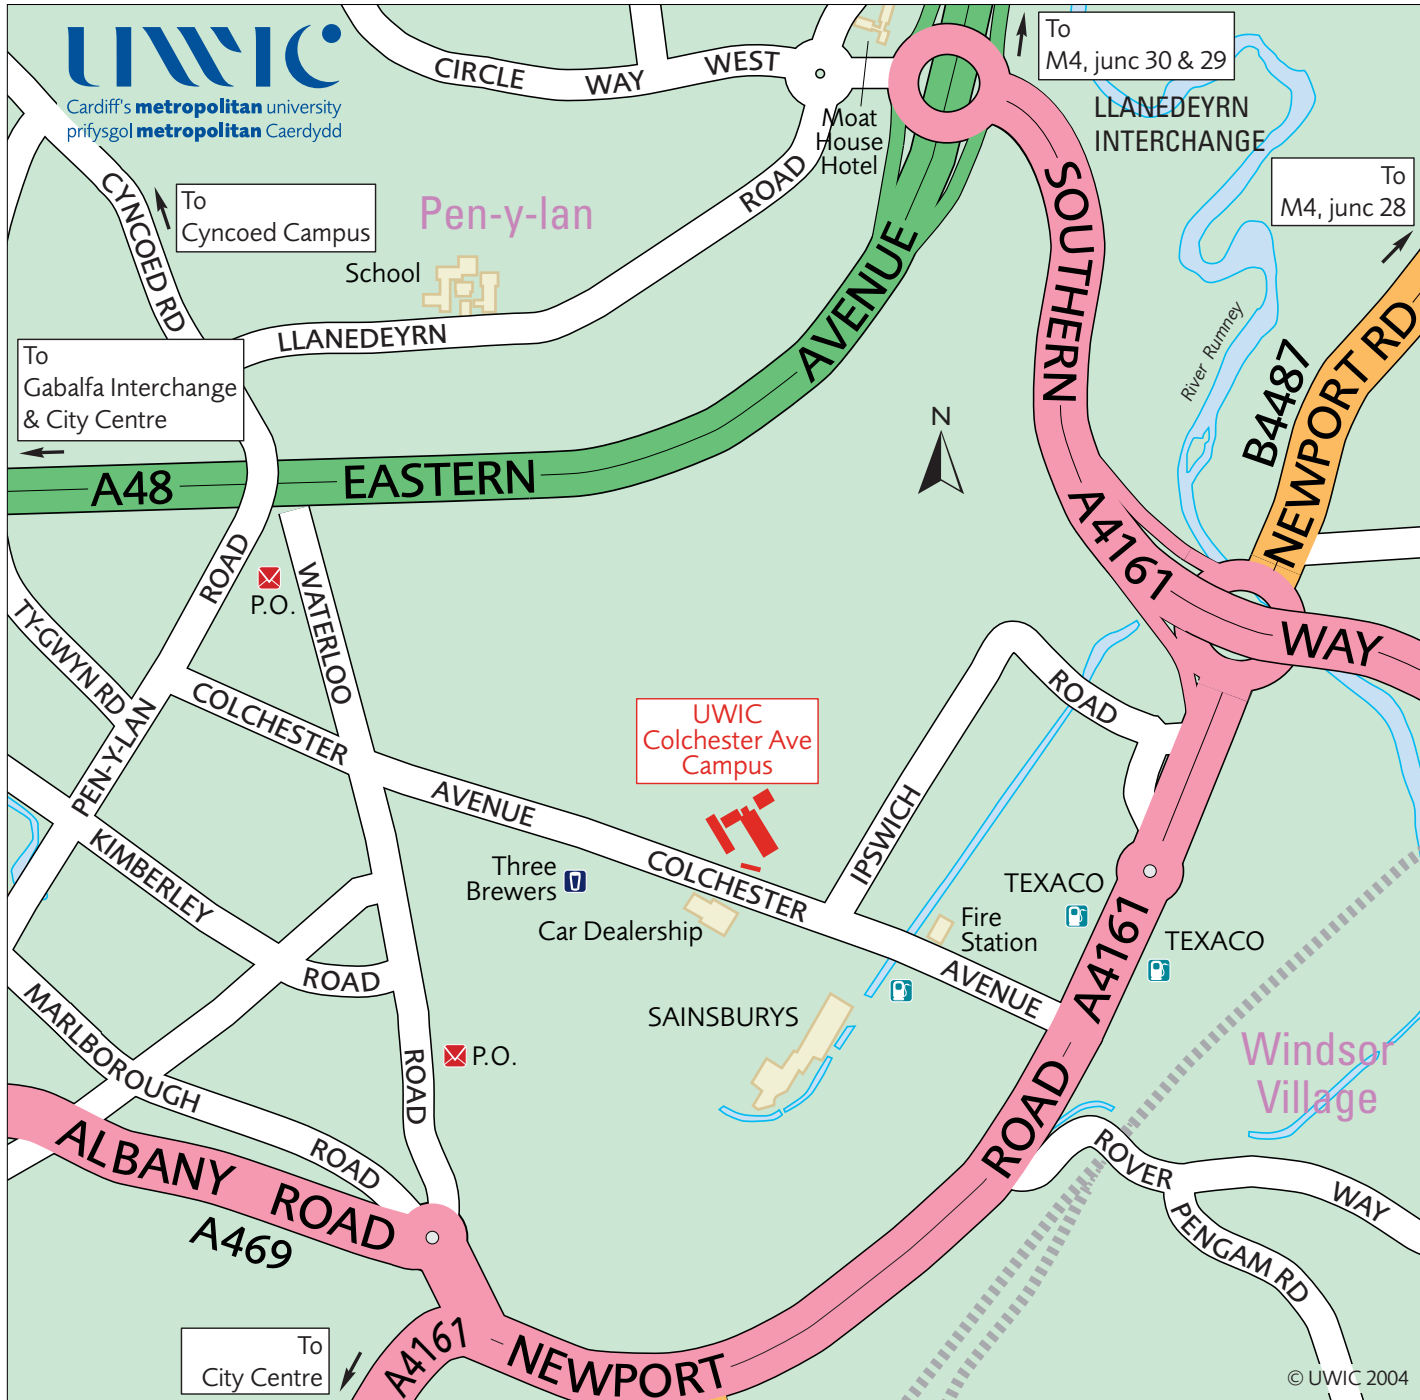 UWIC
Cardiff's metropolitan university
prifysgol metropolitan Caerdydd
To
M4, junc 30 & 29
LLANEDEYRN
INTERCHANGE
To
M4, junc 28
CIRCLE WAY WEST
Moat
House
Hotel
CYNCOED RD
To
Cyncoed Campus
Pen-y-lan
School
LLANEDEYRN ROAD
To
Gabalfa Interchange
& City Centre
A48 EASTERN AVENUE
SOUTHERN
A4161
WAY
River Rumney
B4487
NEWPORT RD
N
P.O.
WATERLOO
ROAD
TY-GWYN RD
PEN-Y-LAN
ROAD
COLCHESTER
AVENUE
COLCHESTER
AVENUE
UWIC
Colchester Ave
Campus
IPSWICH
ROAD
KIMBERLEY
ROAD
Three
Brewers
Car Dealership
TEXACO
Fire
Station
TEXACO
SAINSBURYS
P.O.
MARLBOROUGH
ROAD
ALBANY ROAD
A469
A4161
NEWPORT
ROAD
A4161
Windsor
Village
ROVER
WAY
PENGAM RD
To
City Centre
© UWIC 2004